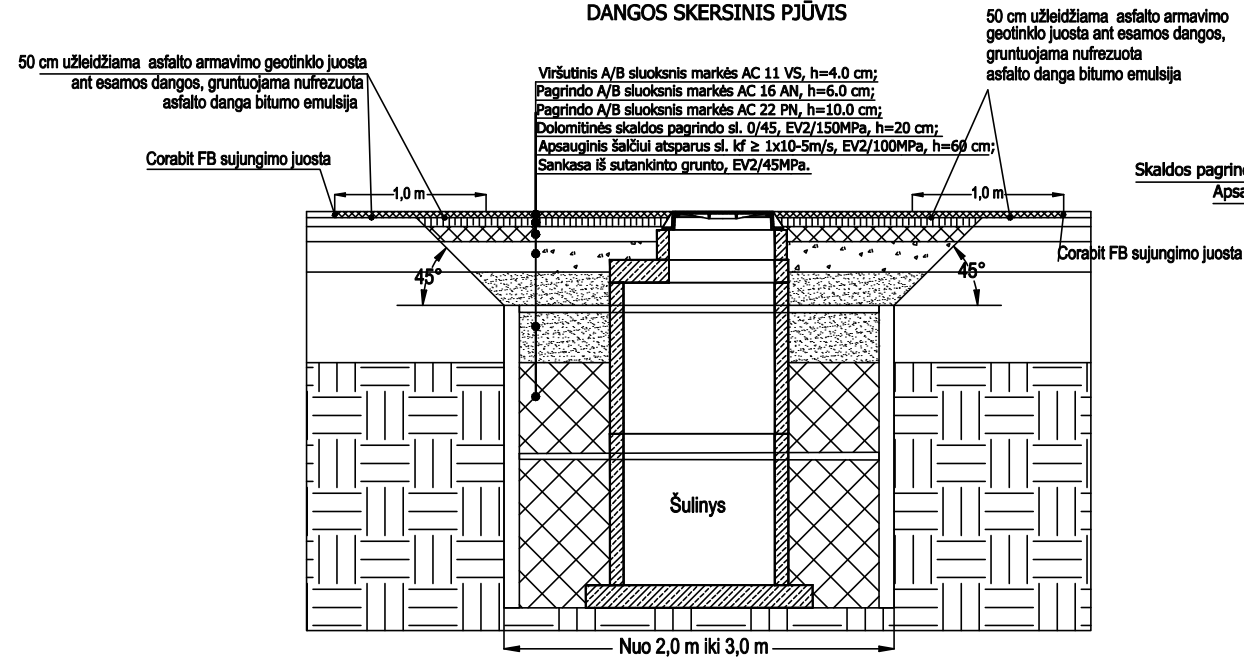 DANGOS SKERSINIS PJŪVIS
50 cm užleidžiama asfalto armavimo geotinklo juosta
ant esamos dangos, gruntuojama nufrezuota
asfalto danga bitumo emulsija
Corabit FB sujungimo juosta
Viršutinis A/B sluoksnis markės AC 11 VS, h=4.0 cm;
Pagrindo A/B sluoksnis markės AC 16 AN, h=6.0 cm;
Pagrindo A/B sluoksnis markės AC 22 PN, h=10.0 cm;
Dolomitinės skaldos pagrindo sl. 0/45, EV2/150MPa, h=20 cm;
Apsauginis šalčiui atsparus sl. kf ≥ 1x10-5m/s, EV2/100MPa, h=60 cm;
Sankasa iš sutankinto grunto, EV2/45MPa.
50 cm užleidžiama asfalto armavimo
geotinklo juosta ant esamos dangos,
gruntuojama nufrezuota
asfalto danga bitumo emulsija
Skaldos pagrind
Apsa
1,0 m
1,0 m
Corabit FB sujungimo juosta
45°
45°
Šulinys
Nuo 2,0 m iki 3,0 m